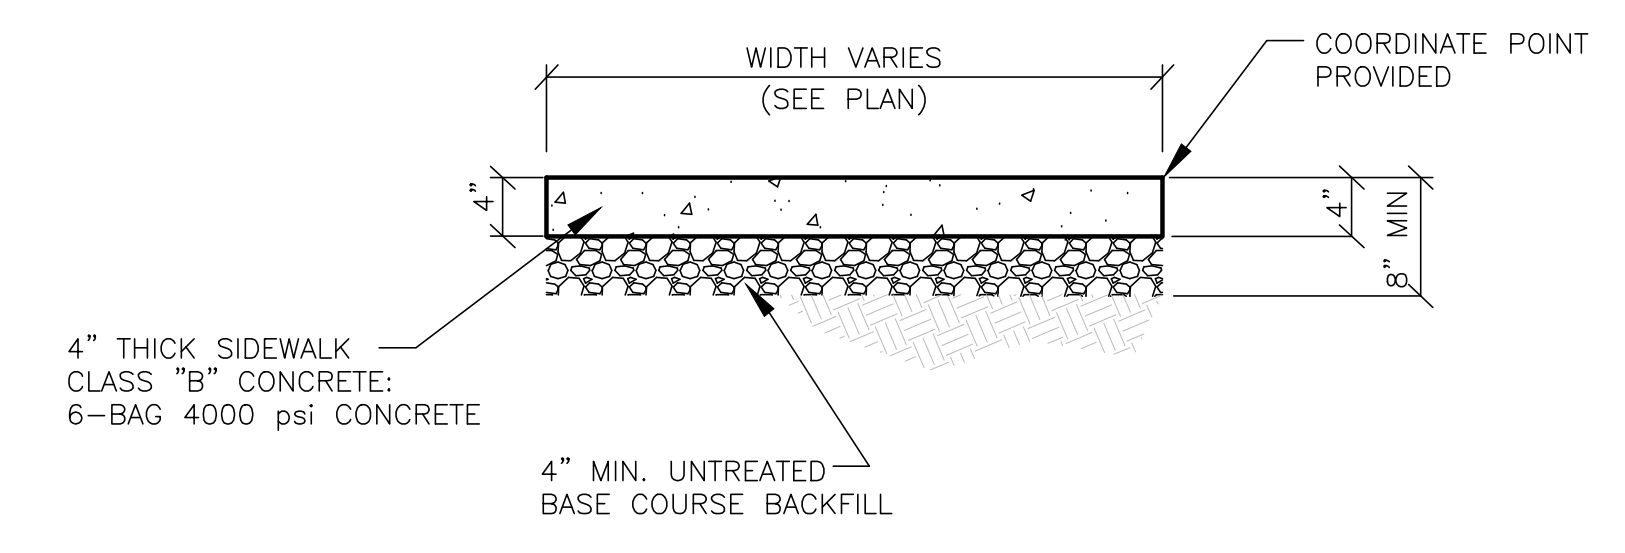 COORDINATE POINT
PROVIDED
WIDTH VARIES
(SEE PLAN)
4"
4"
8" MIN
4" THICK SIDEWALK
CLASS "B" CONCRETE:
6-BAG 4000 psi CONCRETE
4" MIN. UNTREATED
BASE COURSE BACKFILL